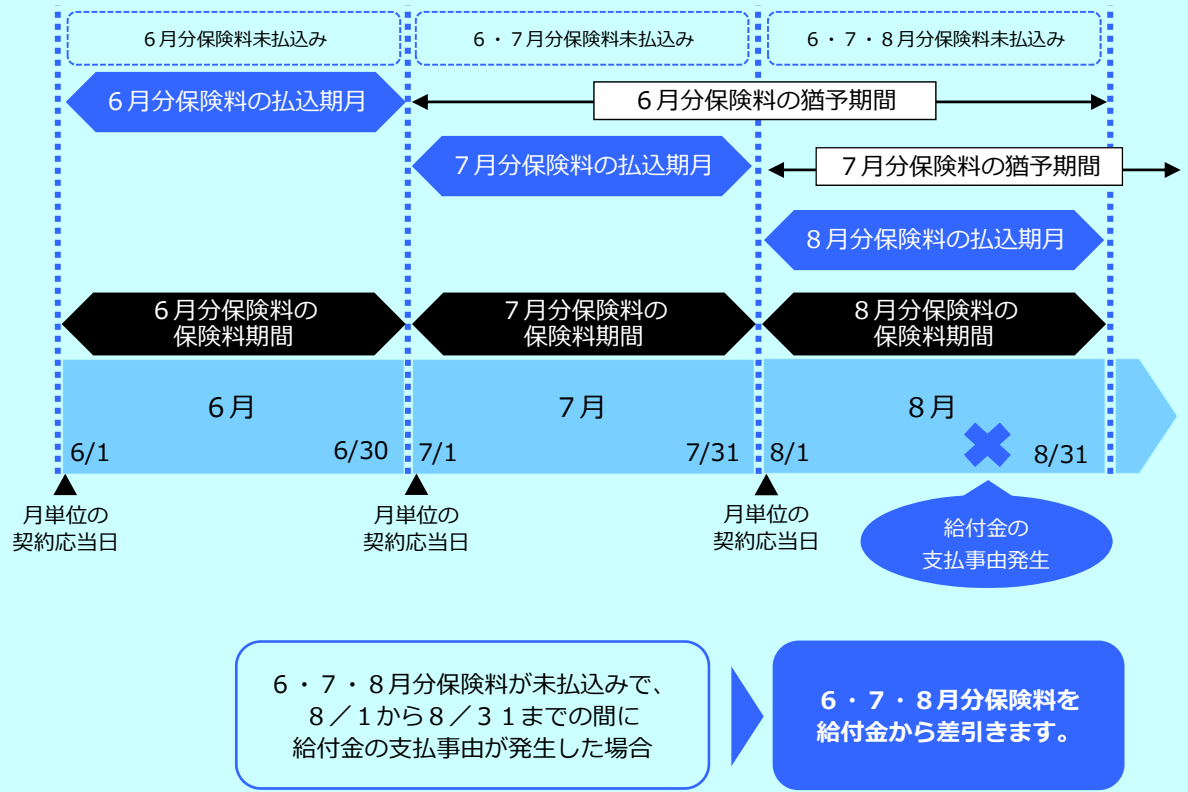 6月分保険料未払込み
6・7月分保険料未払込み
6・7・8月分保険料未払込み
6月分保険料の払込期月
6月分保険料の猶予期間
7月分保険料の払込期月
7月分保険料の猶予期間
8月分保険料の払込期月
6月分保険料の
保険料期間
7月分保険料の
保険料期間
8月分保険料の
保険料期間
6月
7月
8月
6/1
6/30
7/1
7/31
8/1
8/31
月単位の
契約応当日
月単位の
契約応当日
月単位の
契約応当日
給付金の
支払事由発生
6・7・8月分保険料が未払込みで、
8/1から8/31までの間に
給付金の支払事由が発生した場合
6・7・8月分保険料を
給付金から差引きます。